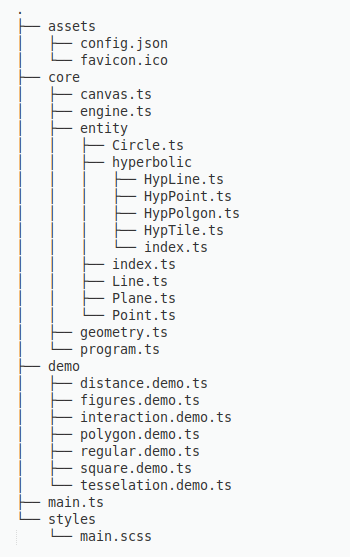 .
├── assets
│   ├── config.json
│   └── favicon.ico
├── core
│   ├── canvas.ts
│   ├── engine.ts
│   ├── entity
│   │   ├── Circle.ts
│   │   ├── hyperbolic
│   │   │   ├── HypLine.ts
│   │   │   ├── HypPoint.ts
│   │   │   ├── HypPolgon.ts
│   │   │   ├── HypTile.ts
│   │   │   └── index.ts
│   │   ├── index.ts
│   │   ├── Line.ts
│   │   ├── Plane.ts
│   │   └── Point.ts
│   ├── geometry.ts
│   └── program.ts
├── demo
│   ├── distance.demo.ts
│   ├── figures.demo.ts
│   ├── interaction.demo.ts
│   ├── polygon.demo.ts
│   ├── regular.demo.ts
│   ├── square.demo.ts
│   └── tesselation.demo.ts
├── main.ts
└── styles
    └── main.scss